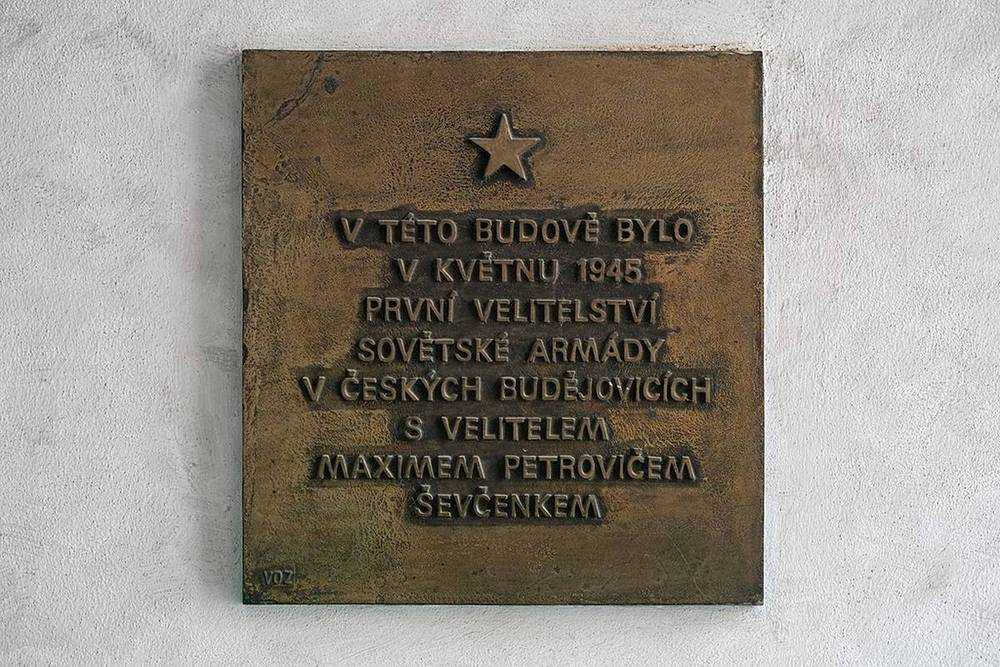 V TÉTO BUDOVĚ BYLO
V KVĚTNU 1945
PRVNÍ VELITELSTVÍ
SOVĚTSKÉ ARMÁDY
V ČESKÝCH BUDĚJOVICÍCH
S VELITELEM
MAXIMEM PETROVIČEM
ŠEVČENKEM
VOZ